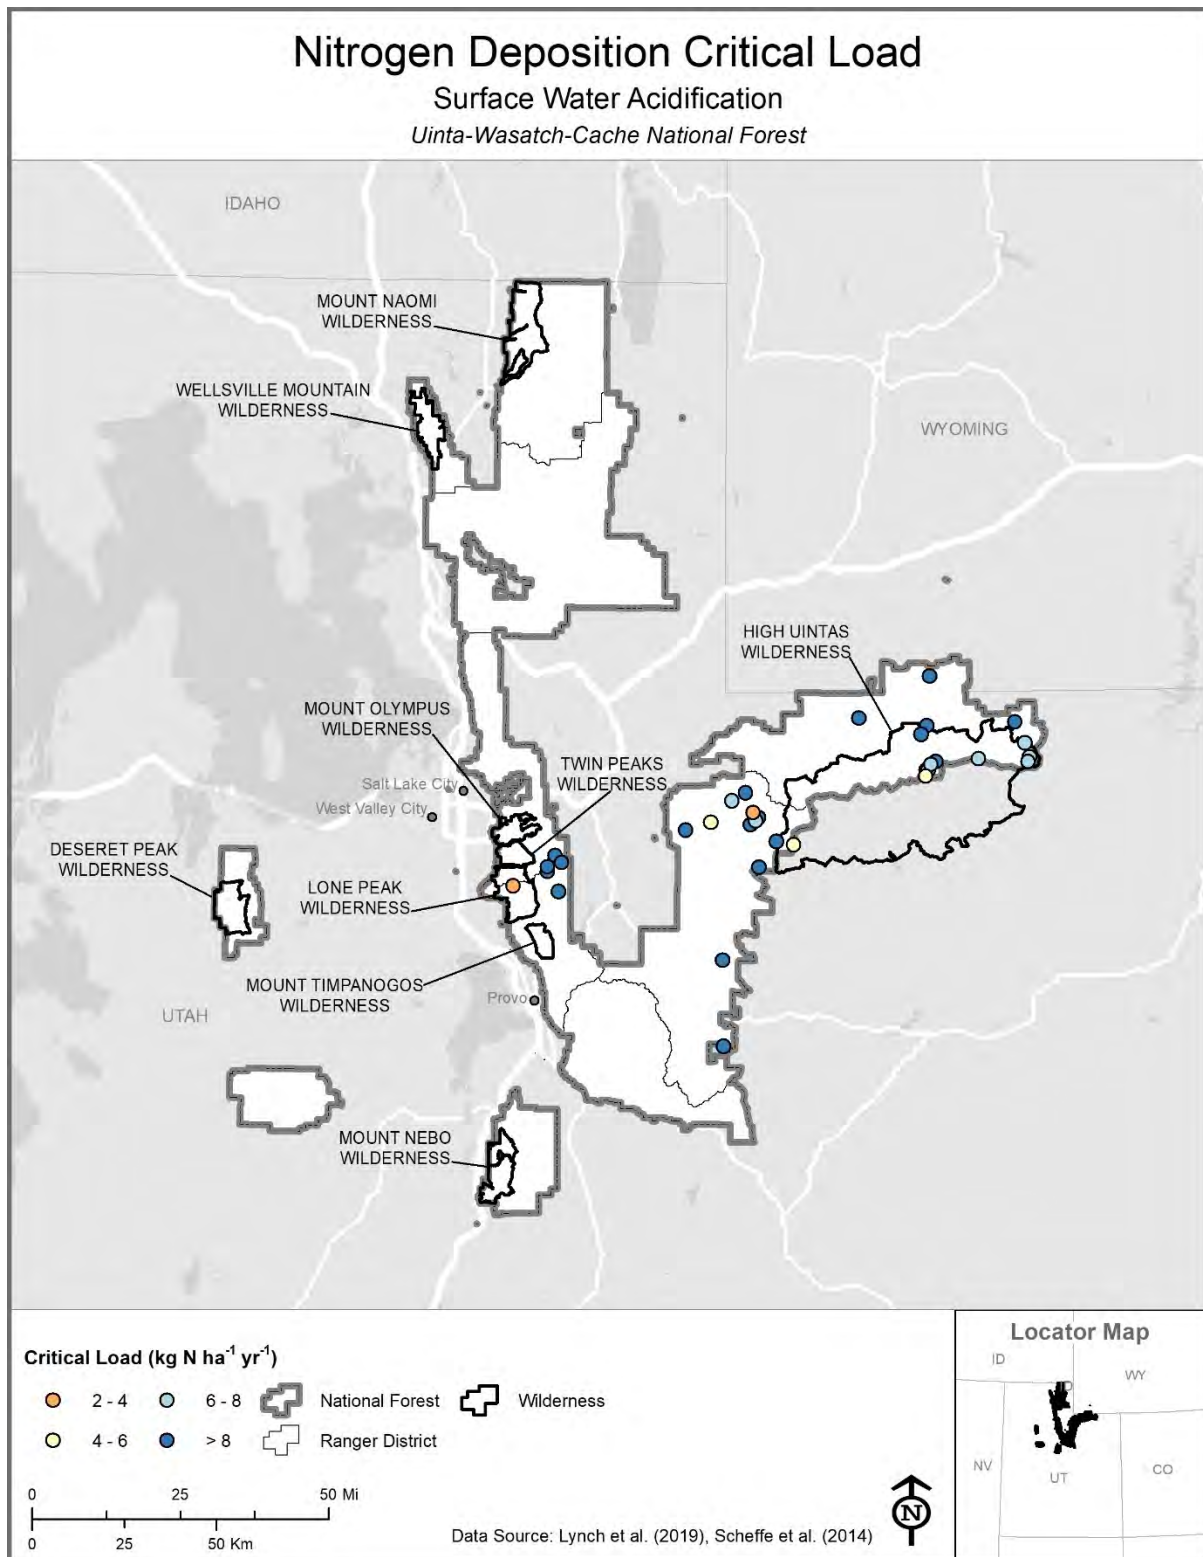 Nitrogen Deposition Critical Load
Surface Water Acidification
Uinta-Wasatch-Cache National Forest
IDAHO
MOUNT NAOMI
WILDERNESS
WELLSVILLE MOUNTAIN
WILDERNESS
WYOMING
HIGH UINTAS
WILDERNESS
MOUNT OLYMPUS
WILDERNESS
TWIN PEAKS
WILDERNESS
Salt Lake City
West Valley City
DESERET PEAK
WILDERNESS
LONE PEAK
WILDERNESS
MOUNT TIMPANOGOS
WILDERNESS
Provo
UTAH
MOUNT NEBO
WILDERNESS
Critical Load (kg N ha⁻¹ yr⁻¹)
2 - 4
6 - 8
National Forest
Wilderness
4 - 6
> 8
Ranger District
0 25 50 Mi
0 25 50 Km
Data Source: Lynch et al. (2019), Scheffe et al. (2014)
N
Locator Map
ID
WY
NV
UT
CO